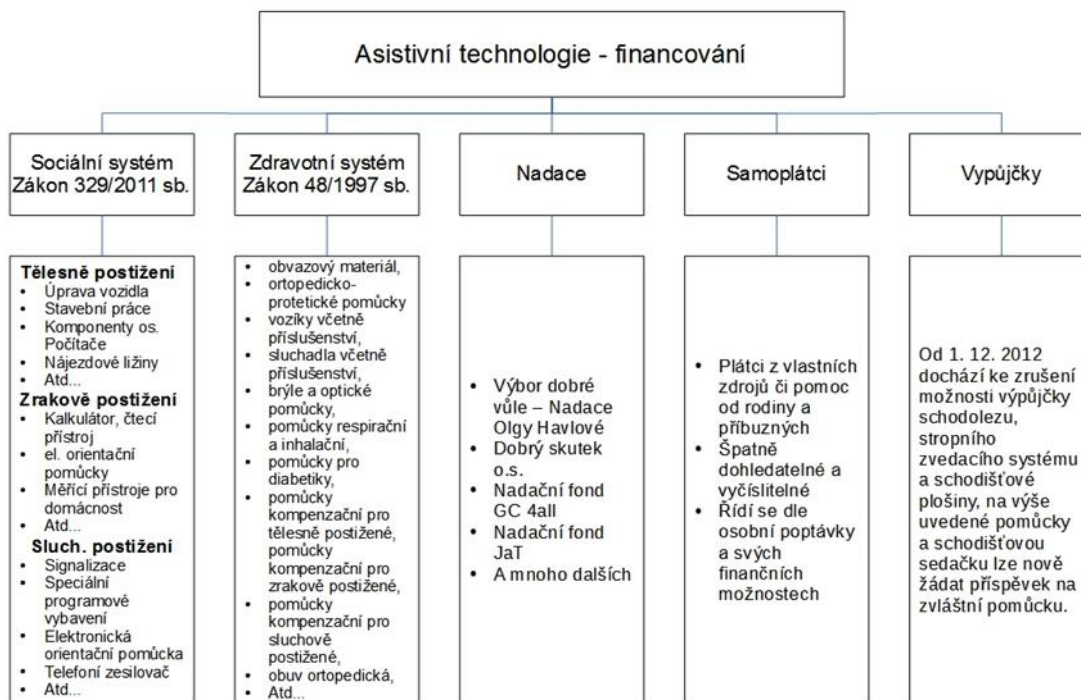 Asistivní technologie - financování
Sociální systém
Zákon 329/2011 sb.
Zdravotní systém
Zákon 48/1997 sb.
Nadace
Samoplátci
Vypůjčky
Tělesně postižení
• Úprava vozidla
• Stavební práce
• Komponenty os.
Počítače
• Nájezdové ližiny
• Atd...
Zrakově postižení
• Kalkulátor, čtecí
přístroj
• el. orientační
pomůcky
• Měřící přístroje pro
domácnost
• Atd...
Sluch. postižení
• Signalizace
• Speciální
programové
vybavení
• Elektronická
orientační pomůcka
• Telefoní zesilovač
• Atd...
• obvazový materiál,
• ortopedicko-
protetické pomůcky
• vozíky včetně
příslušenství,
• sluchadla včetně
příslušenství,
• brýle a optické
pomůcky,
• pomůcky respirační
a inhalační,
• pomůcky pro
diabetiky,
• pomůcky
kompenzační pro
tělesně postižené,
• pomůcky
kompenzační pro
zrakově postižené,
• pomůcky
kompenzační pro
sluchově
postižené,
• obuv ortopedická,
• Atd...
• Výbor dobré
vůle – Nadace
Olgy Havlové
• Dobrý skutek
o.s.
• Nadační fond
GC 4all
• Nadační fond
JaT
• A mnoho dalších
• Plátci z vlastních
zdrojů či pomoc
od rodiny a
příbuzných
• Špatně
dohledatelné a
vyčíslitelné
• Řídí se dle
osobní poptávky
a svých
finančních
možnostech
Od 1. 12. 2012
dochází ke zrušení
možnosti výpůjčky
schodolezu,
stropního
zvedacího systému
a schodišťové
plošiny, na výše
uvedené pomůcky
a schodišťovou
sedačku lze nově
žádat příspěvek na
zvláštní pomůcku.